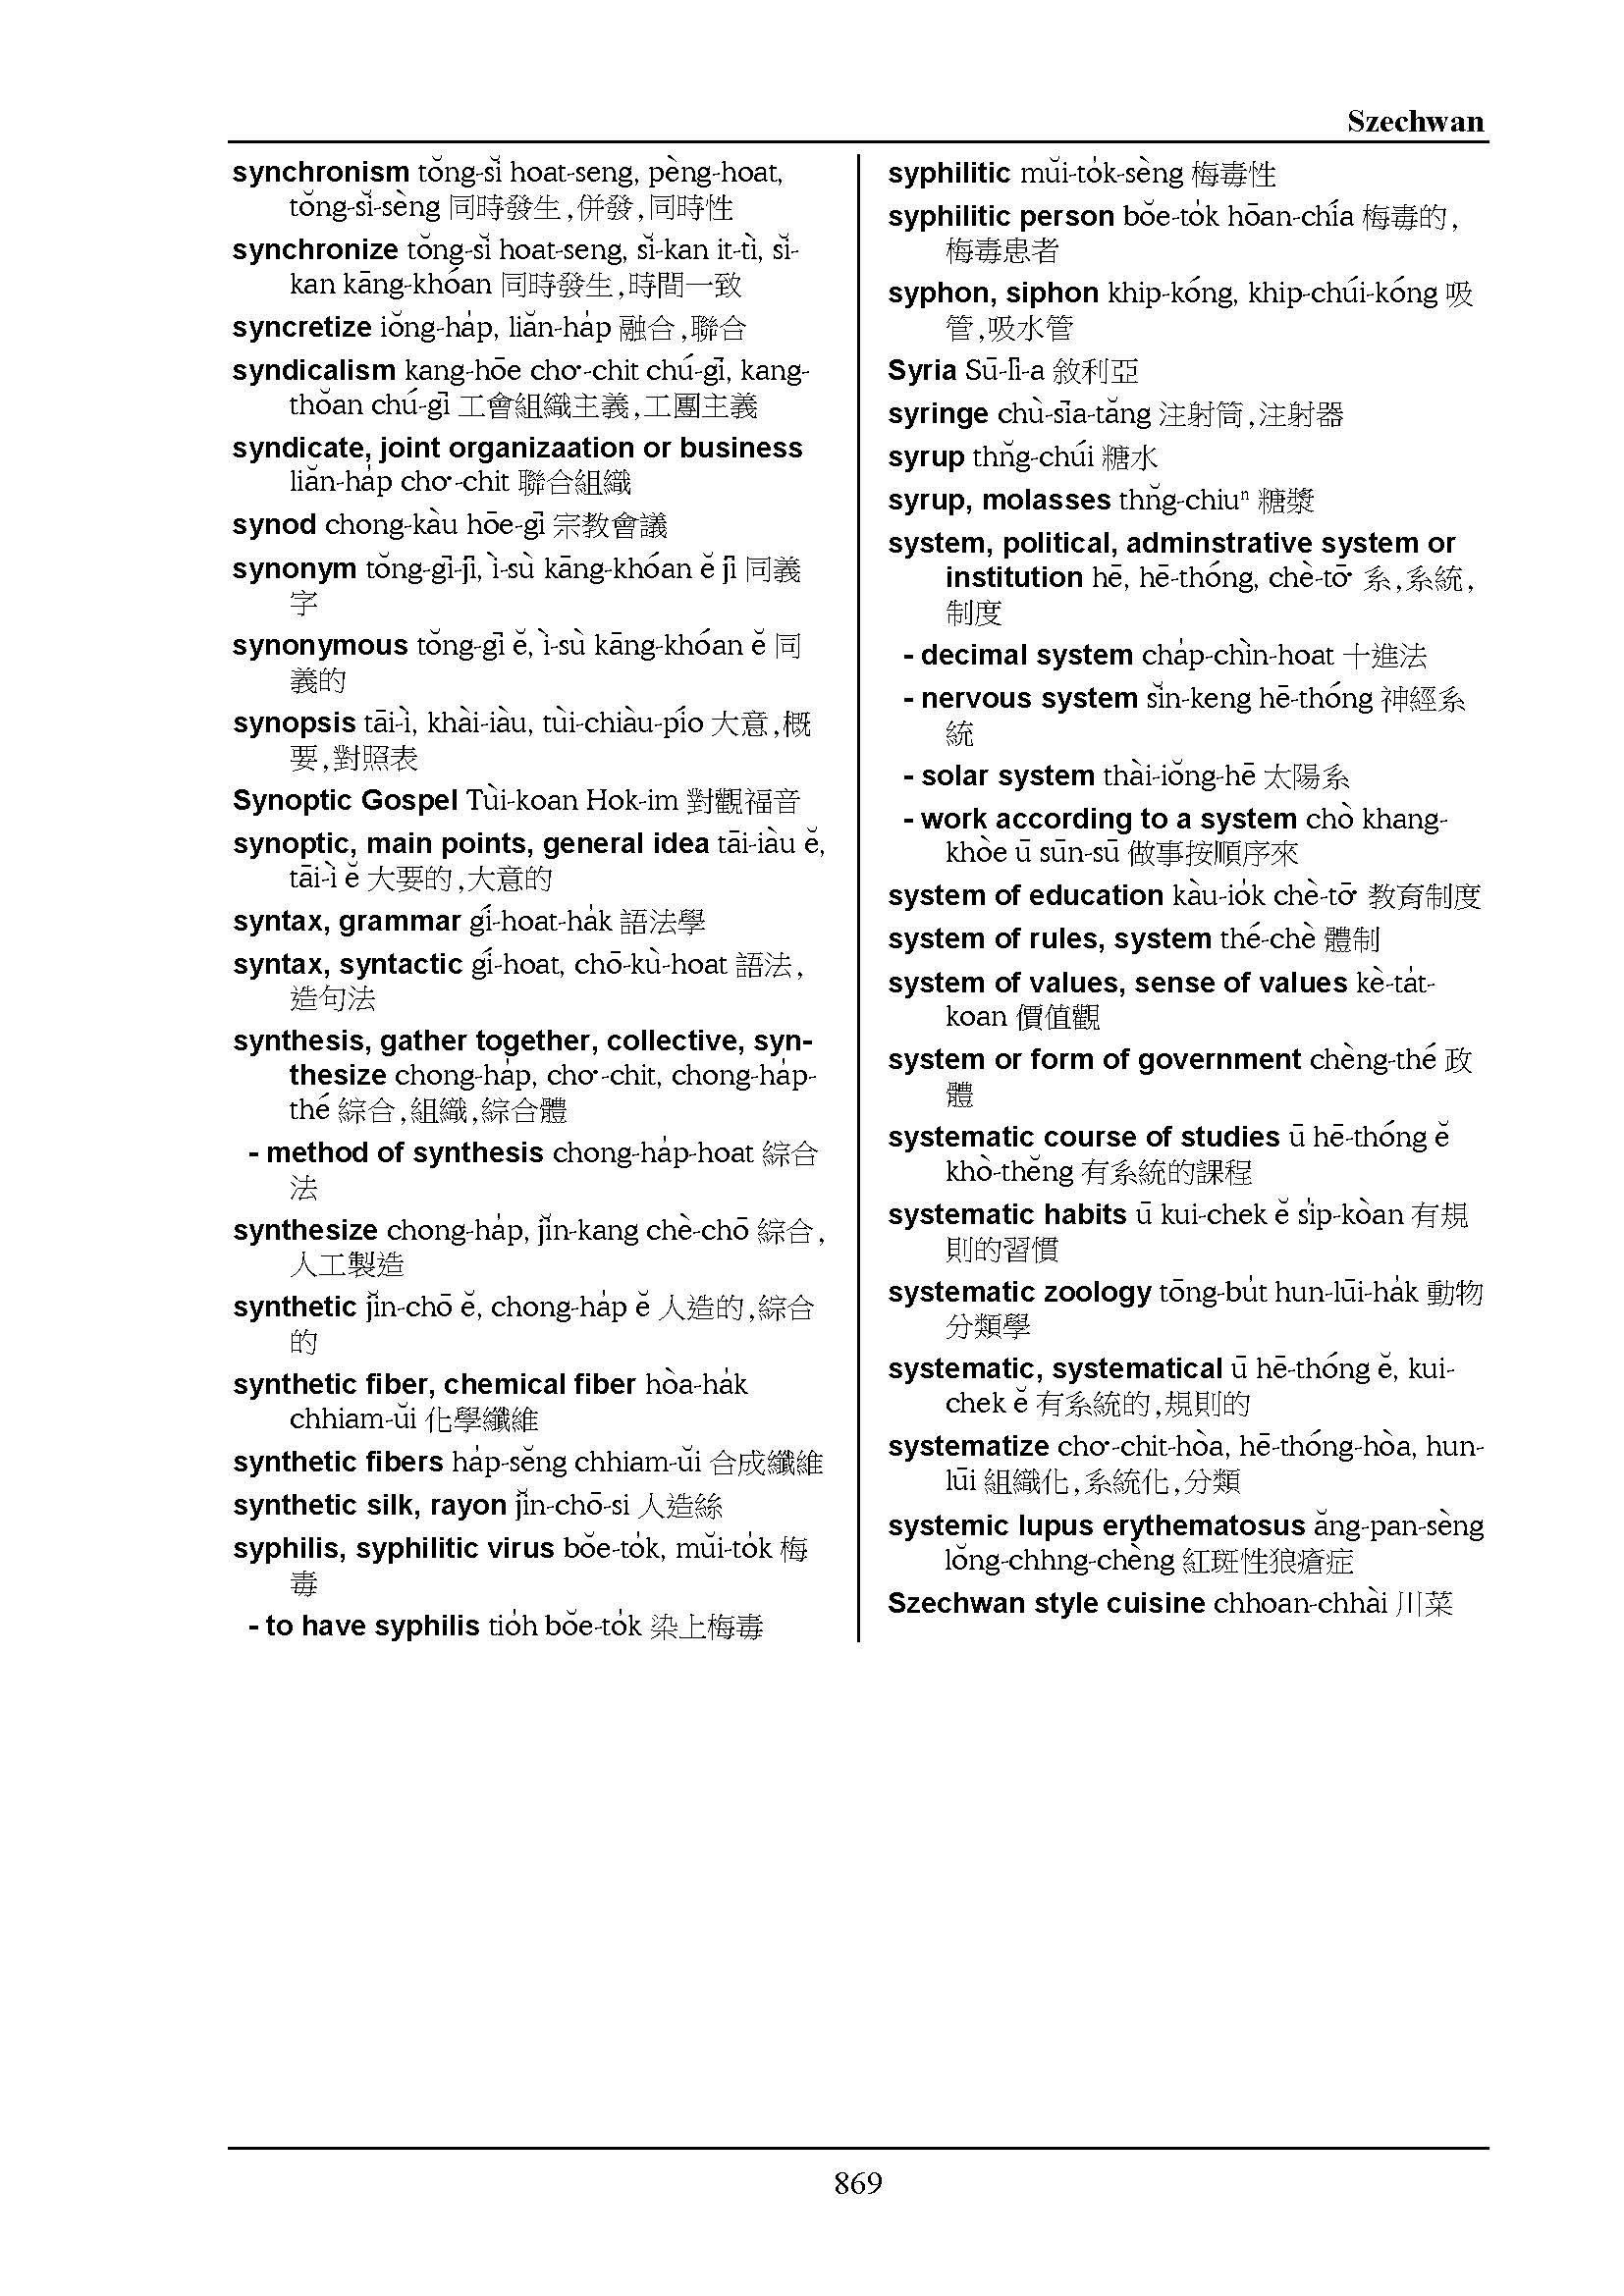 Szechwan
synchronism tŏng-sĭ hoat-seng, pèng-hoat,
tŏng-sĭ-sèng 同時發生,併發,同時性
synchronize tŏng-sĭ hoat-seng, sĭ-kan it-tì, sĭ-
kan kāng-khóan 同時發生,時間一致
syncretize iŏng-ha̍p, liăn-ha̍p 融合,聯合
syndicalism kang-hōe cho͘-chit chú-gī, kang-
thŏan chú-gī 工會組織主義,工團主義
syndicate, joint organizaation or business
liăn-ha̍p cho͘-chit 聯合組織
synod chong-kàu hōe-gī 宗教會議
synonym tŏng-gī-jī, ì-sù kāng-khóan ĕ jī 同義
字
synonymous tŏng-gī ĕ, ì-sù kāng-khóan ĕ 同
義的
synopsis tāi-ì, khài-iàu, tùi-chiàu-pío 大意,概
要,對照表
Synoptic Gospel Tùi-koan Hok-im 對觀福音
synoptic, main points, general idea tāi-iàu ĕ,
tāi-ì ĕ 大要的,大意的
syntax, grammar gí-hoat-ha̍k 語法學
syntax, syntactic gí-hoat, chō-kù-hoat 語法,
造句法
synthesis, gather together, collective, syn-
thesize chong-ha̍p, cho͘-chit, chong-ha̍p-
thé 綜合,組織,綜合體
- method of synthesis chong-ha̍p-hoat 綜合
法
synthesize chong-ha̍p, jĭn-kang chè-chō 綜合,
人工製造
synthetic jĭn-chō ĕ, chong-ha̍p ĕ 人造的,綜合
的
synthetic fiber, chemical fiber hòa-ha̍k
chhiam-ŭi 化學纖維
synthetic fibers ha̍p-sĕng chhiam-ŭi 合成纖維
synthetic silk, rayon jĭn-chō-si 人造絲
syphilis, syphilitic virus bŏe-to̍k, mŭi-to̍k 梅
毒
- to have syphilis tio̍h bŏe-to̍k 染上梅毒
syphilitic mŭi-to̍k-sèng 梅毒性
syphilitic person bŏe-to̍k hōan-chía 梅毒的,
梅毒患者
syphon, siphon khip-kóng, khip-chúi-kóng 吸
管,吸水管
Syria Sū-lī-a 敘利亞
syringe chù-sīa-tăng 注射筒,注射器
syrup thn̆g-chúi 糖水
syrup, molasses thn̆g-chiuⁿ 糖漿
system, political, adminstrative system or
institution hē, hē-thóng, chè-tō͘ 系,系統,
制度
- decimal system cha̍p-chìn-hoat 十進法
- nervous system sĭn-keng hē-thóng 神經系
統
- solar system thài-iŏng-hē 太陽系
- work according to a system chò khang-
khòe ū sūn-sū 做事按順序來
system of education kàu-io̍k chè-tō͘ 教育制度
system of rules, system thé-chè 體制
system of values, sense of values kè-ta̍t-
koan 價值觀
system or form of government chèng-thé 政
體
systematic course of studies ū hē-thóng ĕ
khò-thĕng 有系統的課程
systematic habits ū kui-chek ĕ si̍p-kòan 有規
則的習慣
systematic zoology tōng-bu̍t hun-lūi-ha̍k 動物
分類學
systematic, systematical ū hē-thóng ĕ, kui-
chek ĕ 有系統的,規則的
systematize cho͘-chit-hòa, hē-thóng-hòa, hun-
lūi 組織化,系統化,分類
systemic lupus erythematosus ăng-pan-sèng
lŏng-chhng-chèng 紅斑性狼瘡症
Szechwan style cuisine chhoan-chhài 川菜
869